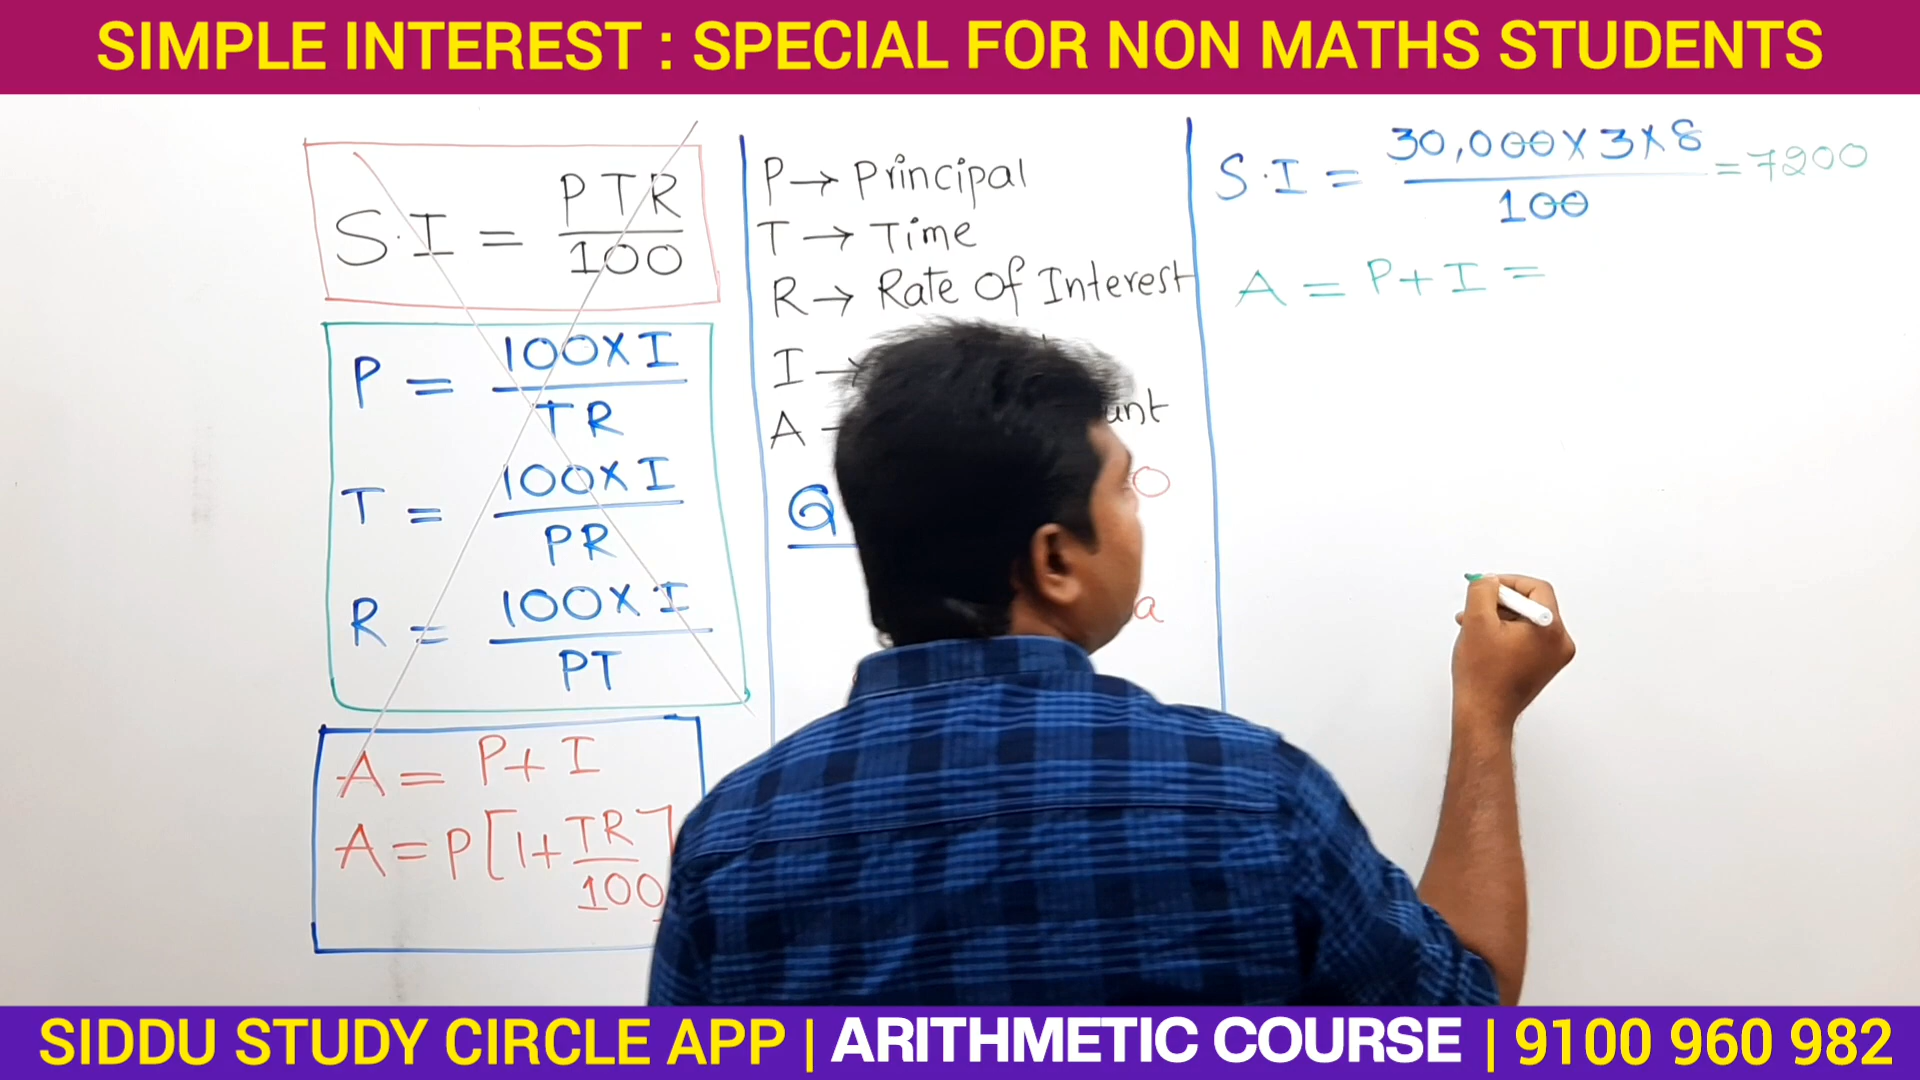 SIMPLE INTEREST : SPECIAL FOR NON MATHS STUDENTS
S.I = PTR
100
P = 100XI
TR
T = 100XI
PR
R = 100XI
PT
A = P+I
A = P[1+TR]
100
P → Principal
T → Time
R → Rate Of Interest
I →
A →
Q
S.I = 30,000X3X8 = 7200
100
A = P+I =
SIDDU STUDY CIRCLE APP | ARITHMETIC COURSE | 9100 960 982